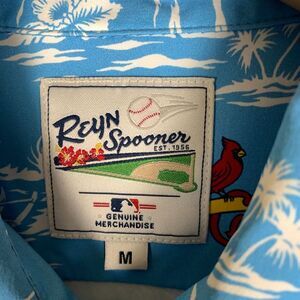 Reyn
Spooner
EST. 1956
GENUINE
MERCHANDISE
M